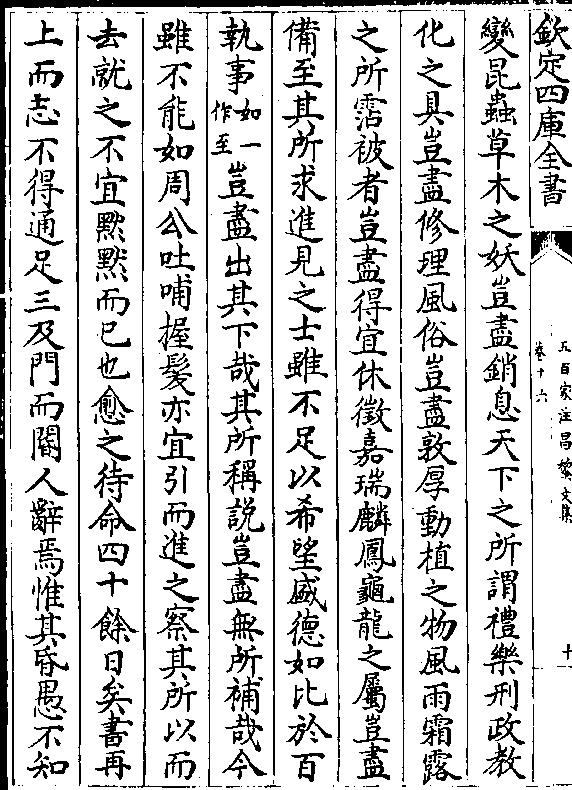 欽定四庫全書
五百家注昌黎文集
卷十六
十
變昆蟲草木之妖豈盡銷息天下之所謂禮樂刑政教
化之具豈盡修理風俗豈盡敦厚動植之物風雨霜露
之所霑被者豈盡得宜休徵嘉瑞麟鳳龜龍之屬豈盡
備至其所求進見之士雖不足以希望盛德如比於百
執事如一作至豈盡出其下哉其所稱說豈盡無所補哉今
雖不能如周公吐哺握髮亦宜引而進之察其所以而
去就之不宜默默而已也愈之待命四十餘日矣書再
上而志不得通足三及門而閽人辭焉惟其昏愚不知